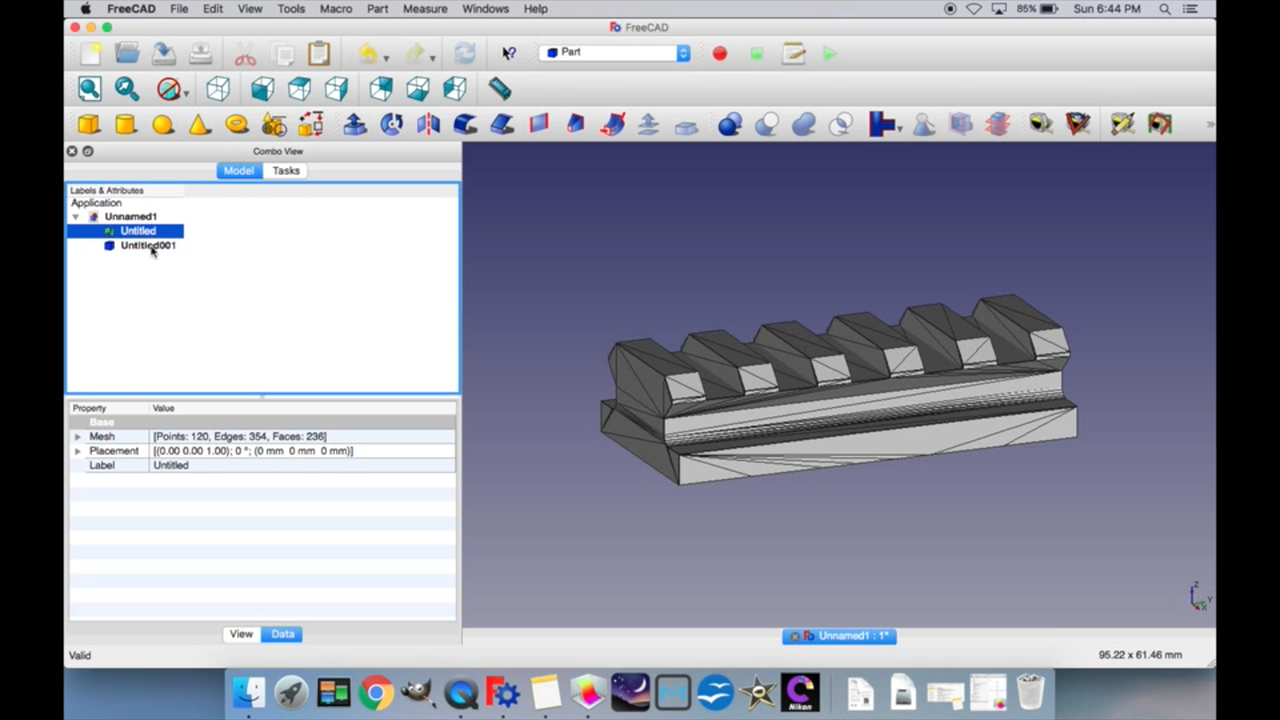 FreeCAD File Edit View Tools Macro Part Measure Windows Help 85% Sun 6:44 PM
FreeCAD
Part
Combo View
Model Tasks
Labels & Attributes
Application
Unnamed1
Untitled
Untitled001
Property Value
Base
Mesh [Points: 120, Edges: 354, Faces: 236]
Placement [(0.00 0.00 1.00); 0 °; (0 mm 0 mm 0 mm)]
Label Untitled
Z
Y
X
View Data
Unnamed1 : 1*
Valid 95.22 x 61.46 mm
Nikon